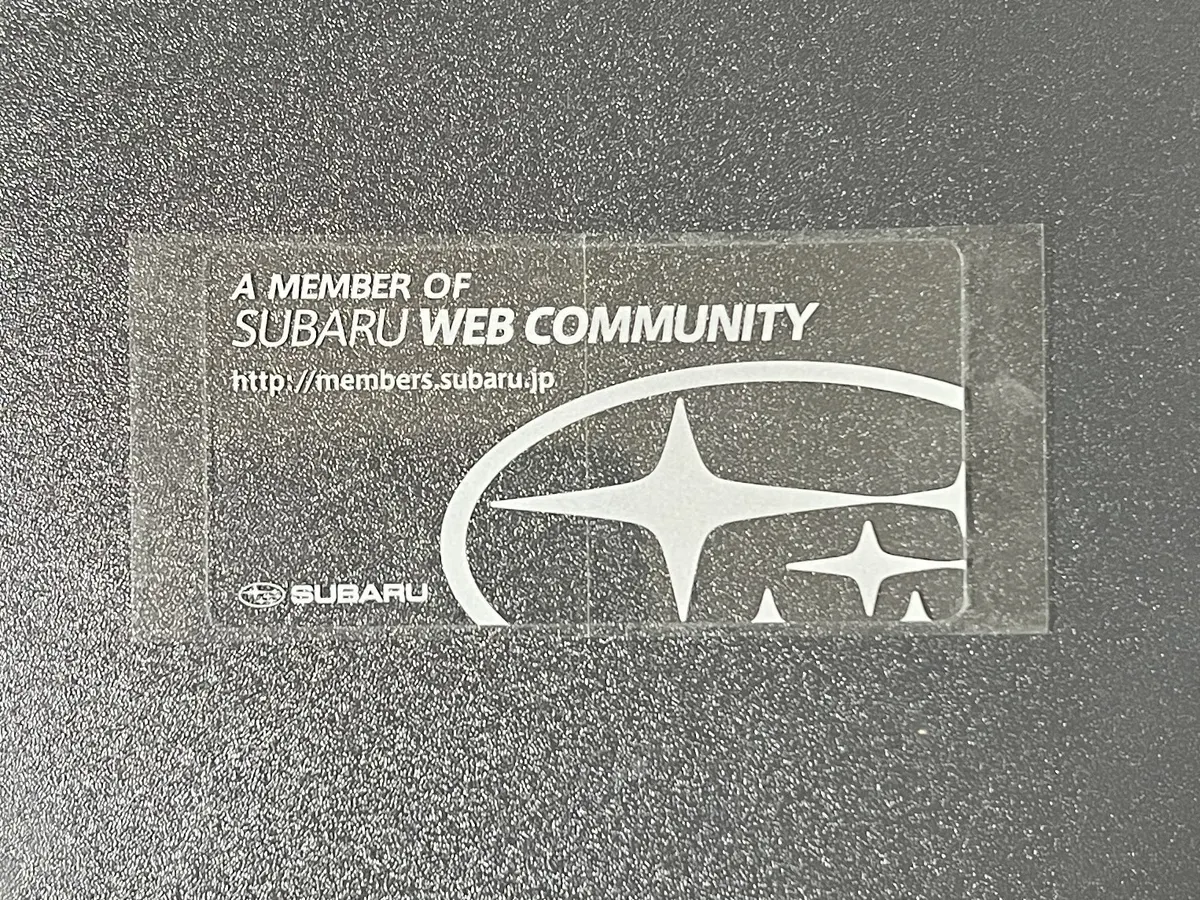 A MEMBER OF
SUBARU WEB COMMUNITY
http://members.subaru.jp
SUBARU